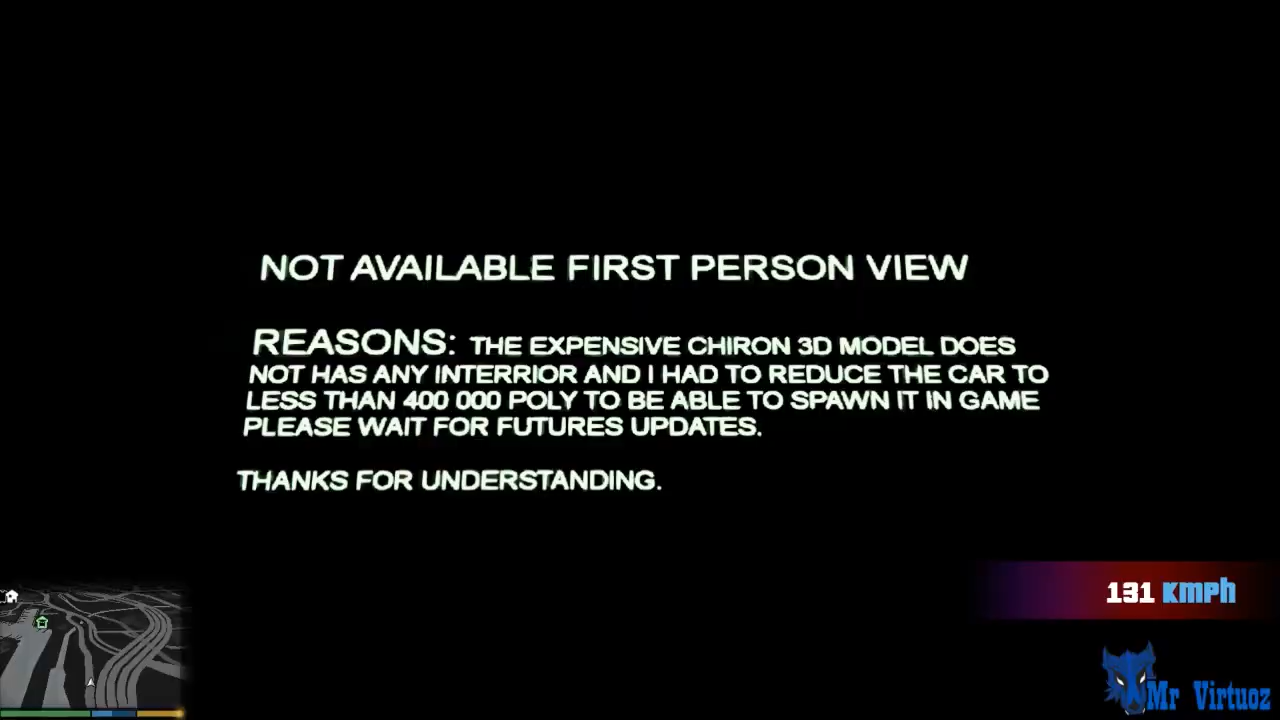 NOT AVAILABLE FIRST PERSON VIEW
REASONS: THE EXPENSIVE CHIRON 3D MODEL DOES
NOT HAS ANY INTERRIOR AND I HAD TO REDUCE THE CAR TO
LESS THAN 400 000 POLY TO BE ABLE TO SPAWN IT IN GAME
PLEASE WAIT FOR FUTURES UPDATES.
THANKS FOR UNDERSTANDING.
131 KMPH
Mr Virtuoz